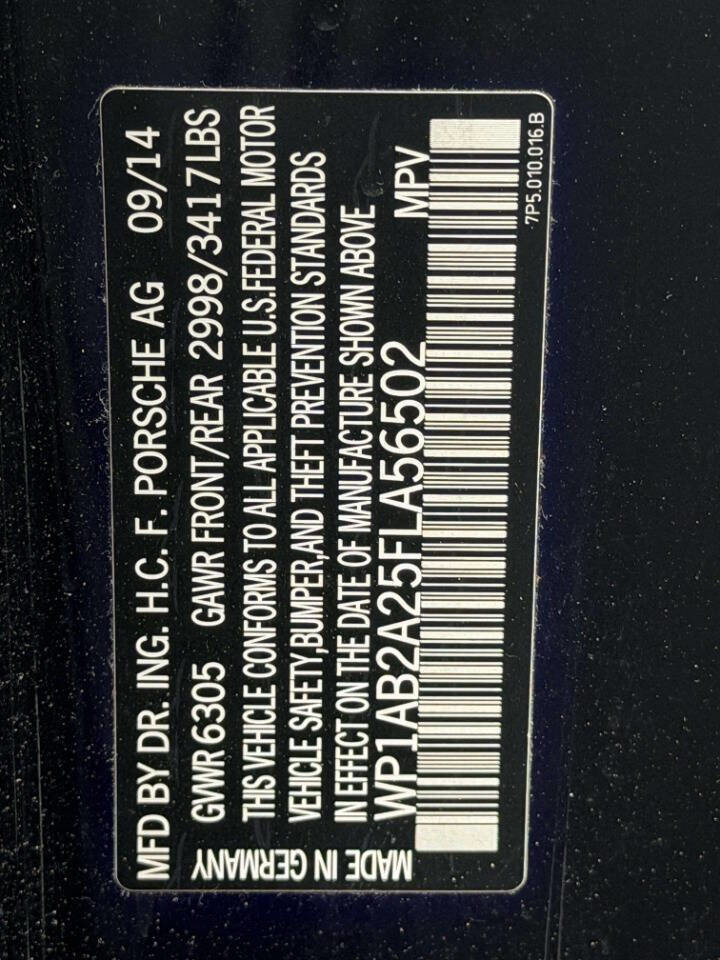 MFD BY DR. ING. H.C. F. PORSCHE AG 09/14
GVWR 6305 GAWR FRONT/REAR 2998/3417LBS
THIS VEHICLE CONFORMS TO ALL APPLICABLE U.S.FEDERAL MOTOR
VEHICLE SAFETY,BUMPER,AND THEFT PREVENTION STANDARDS
IN EFFECT ON THE DATE OF MANUFACTURE SHOWN ABOVE
WP1AB2A25FLA56502 MPV
MADE IN GERMANY
7P5.010.016.B